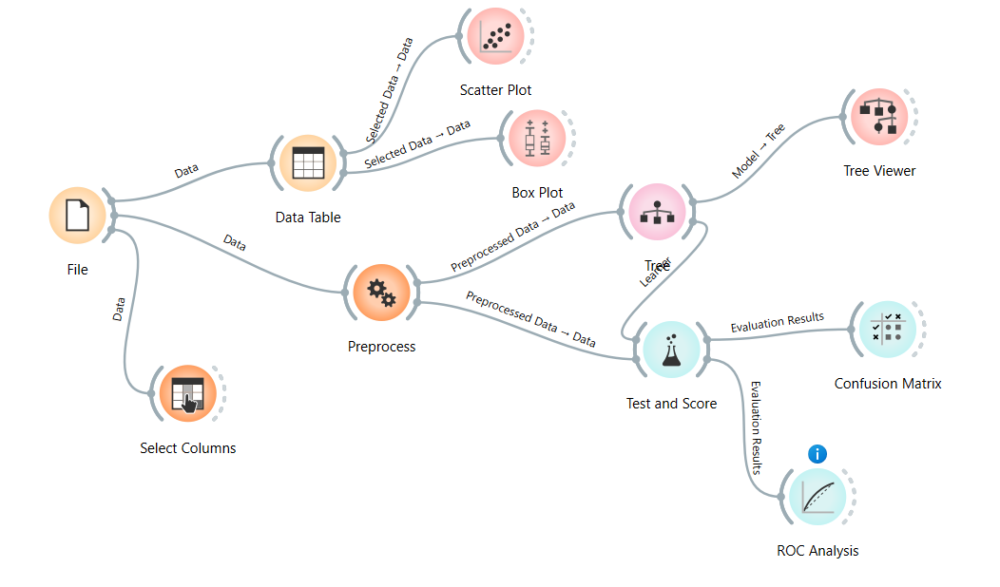 Scatter Plot
Selected Data → Data
Selected Data → Data
Box Plot
Data
Data Table
File
Data
Data
Select Columns
Preprocess
Preprocessed Data → Data
Preprocessed Data → Data
Tree
Learner
Model → Tree
Tree Viewer
Test and Score
Evaluation Results
Confusion Matrix
Evaluation Results
i
ROC Analysis